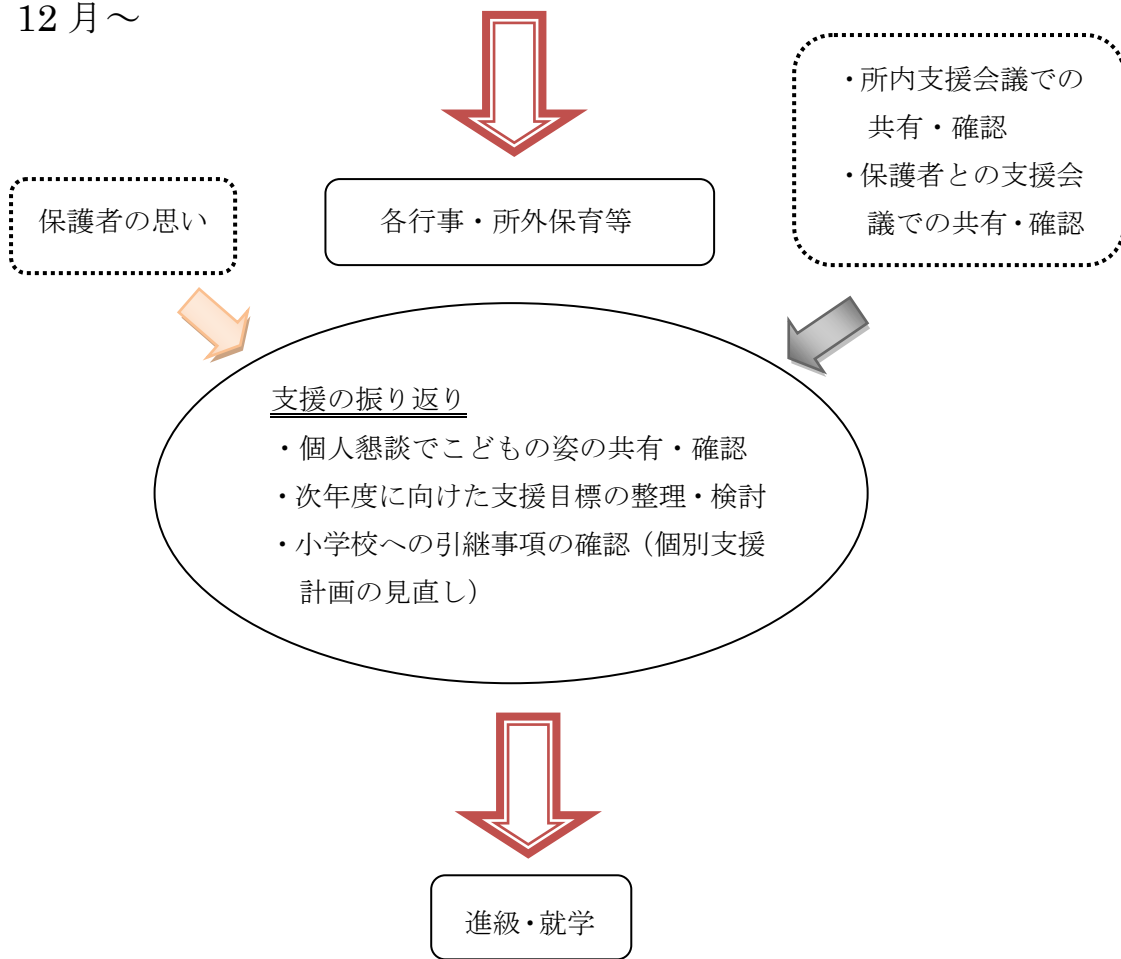 12 月～
・所内支援会議での
共有・確認
・保護者との支援会
議での共有・確認
保護者の思い
各行事・所外保育等
支援の振り返り
・個人懇談でこどもの姿の共有・確認
・次年度に向けた支援目標の整理・検討
・小学校への引継事項の確認（個別支援
計画の見直し）
進級・就学